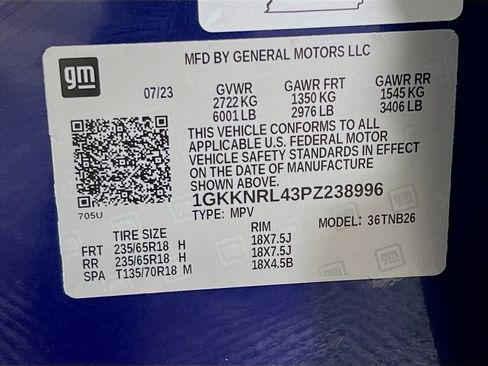 gm
MFD BY GENERAL MOTORS LLC
07/23 GVWR GAWR FRT GAWR RR
2722 KG 1350 KG 1545 KG
6001 LB 2976 LB 3406 LB
THIS VEHICLE CONFORMS TO ALL
APPLICABLE U.S. FEDERAL MOTOR
VEHICLE SAFETY STANDARDS IN EFFECT
ON THE DATE OF MANUFACTURE
SHOWN ABOVE.
1GKKNRL43PZ238996
705U
TYPE: MPV MODEL: 36TNB26
TIRE SIZE RIM
FRT 235/65R18 H 18X7.5J
RR 235/65R18 H 18X7.5J
SPA T135/70R18 M 18X4.5B